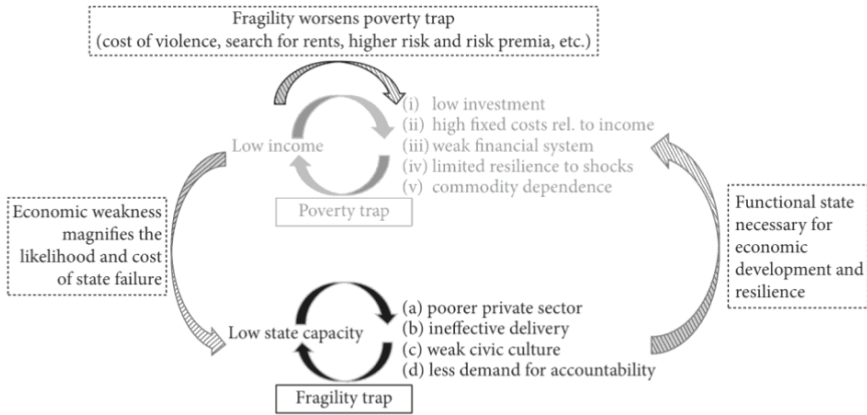 Fragility worsens poverty trap
(cost of violence, search for rents, higher risk and risk premia, etc.)
(i) low investment
(ii) high fixed costs rel. to income
Low income
(iii) weak financial system
(iv) limited resilience to shocks
(v) commodity dependence
Poverty trap
Economic weakness
magnifies the
likelihood and cost
of state failure
Functional state
necessary for
economic
development and
resilience
(a) poorer private sector
(b) ineffective delivery
Low state capacity
(c) weak civic culture
(d) less demand for accountability
Fragility trap